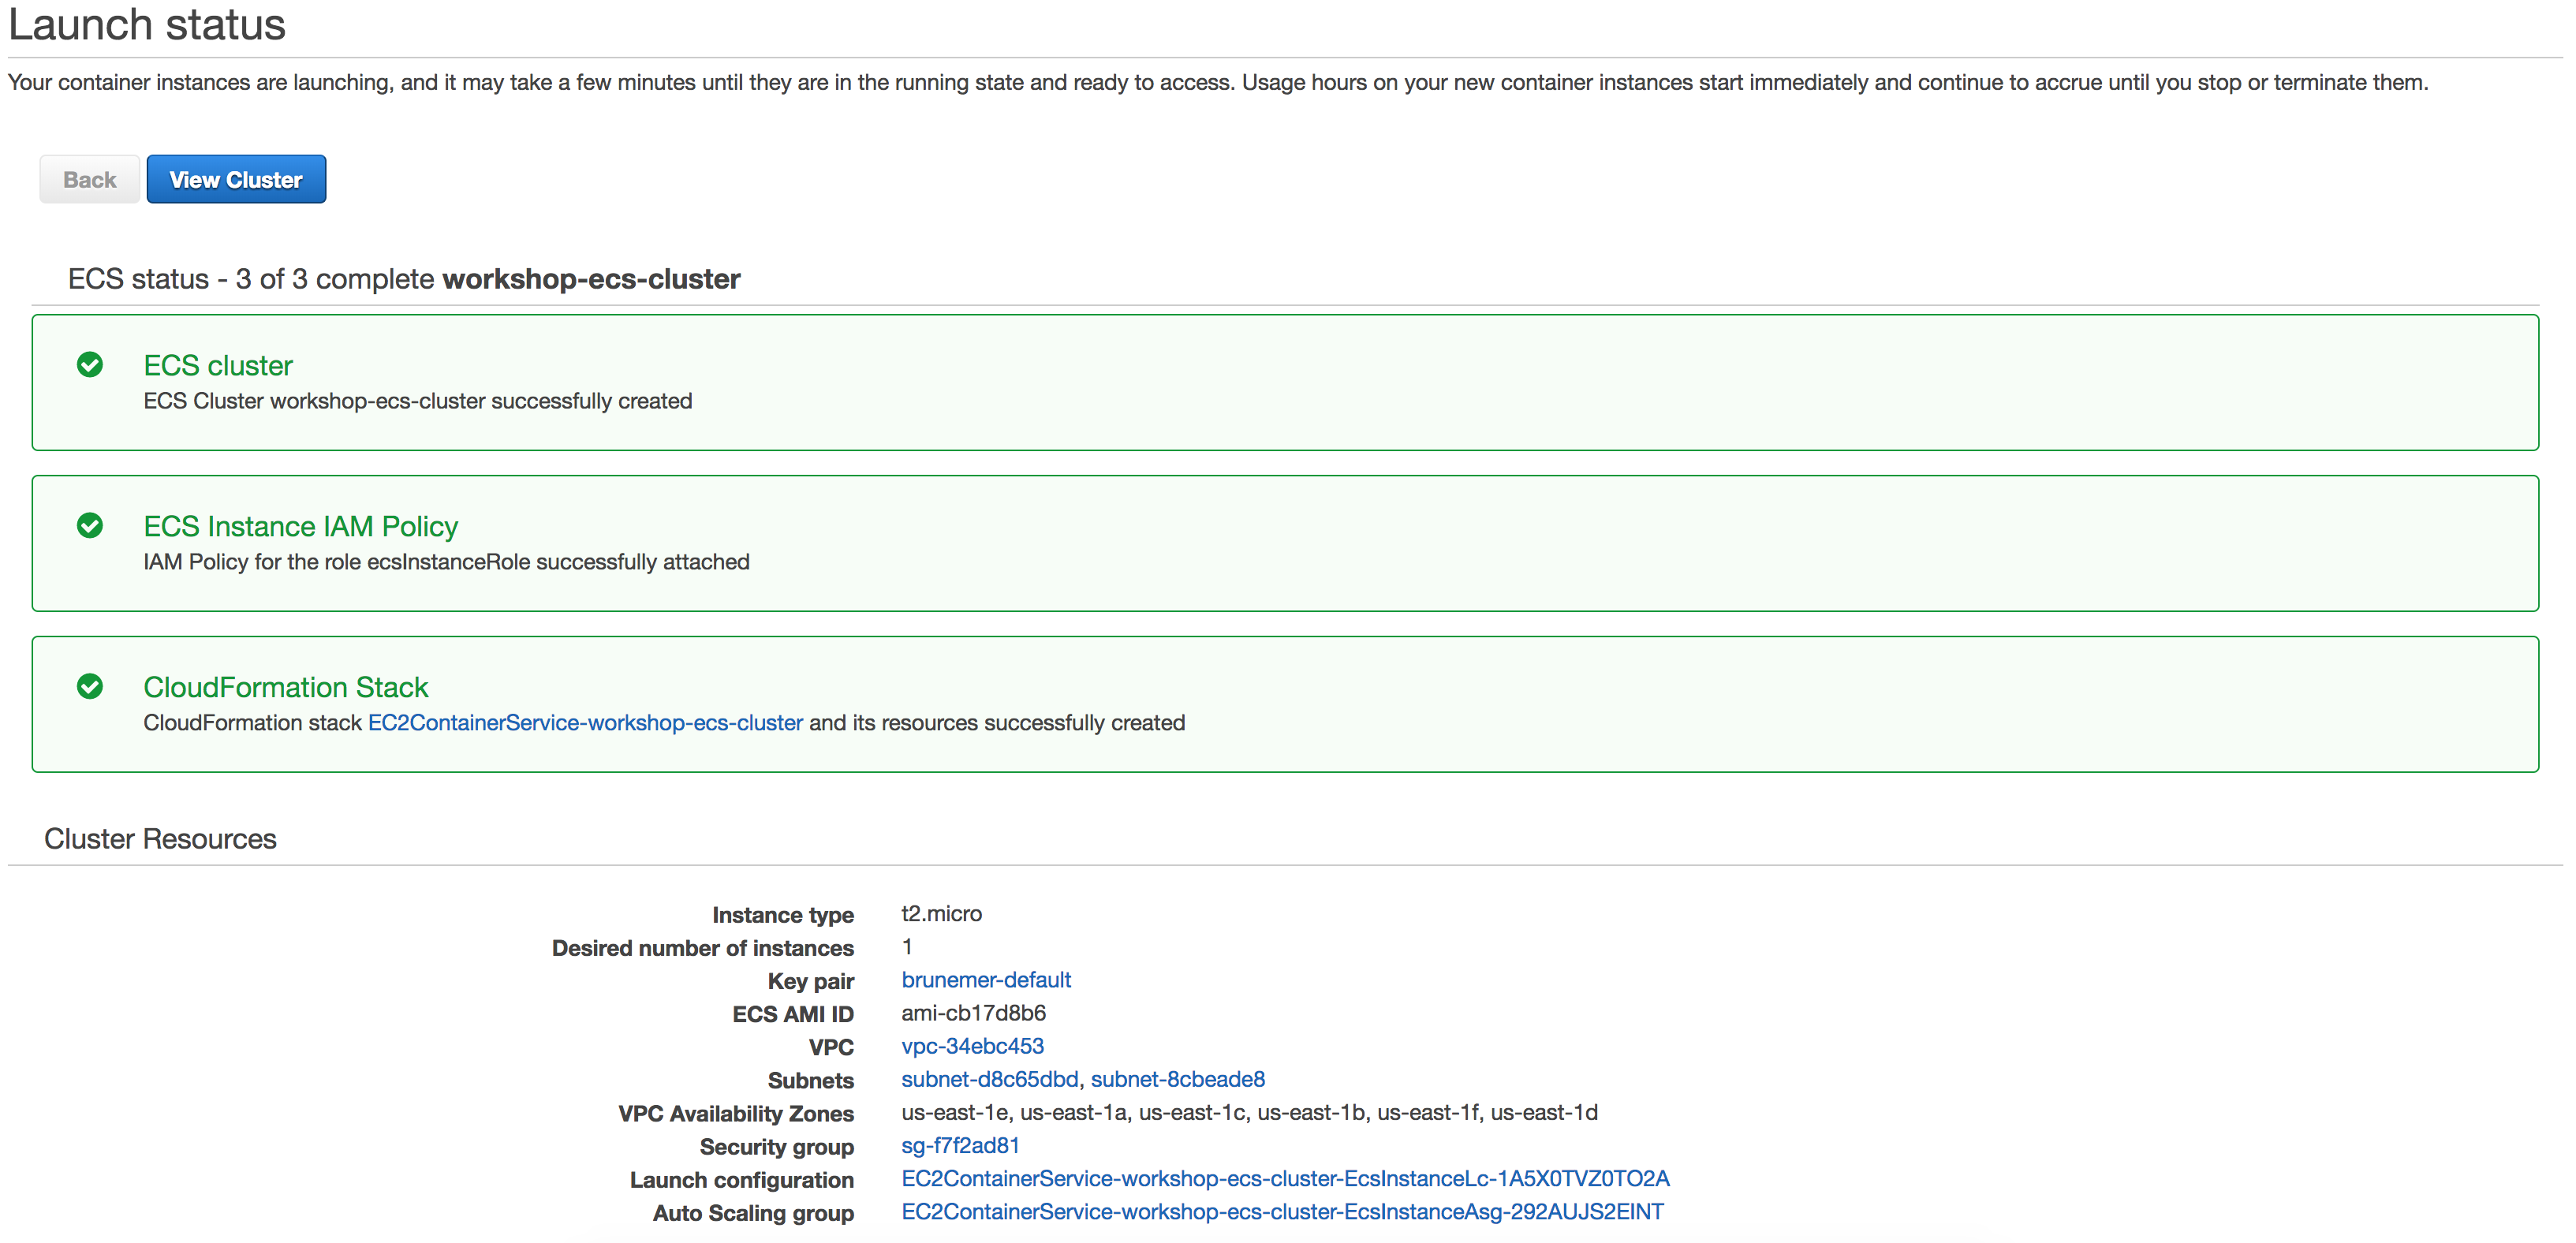 Launch status
Your container instances are launching, and it may take a few minutes until they are in the running state and ready to access. Usage hours on your new container instances start immediately and continue to accrue until you stop or terminate them.
Back View Cluster
ECS status - 3 of 3 complete workshop-ecs-cluster
ECS cluster
ECS Cluster workshop-ecs-cluster successfully created
ECS Instance IAM Policy
IAM Policy for the role ecsInstanceRole successfully attached
CloudFormation Stack
CloudFormation stack EC2ContainerService-workshop-ecs-cluster and its resources successfully created
Cluster Resources
Instance type t2.micro
Desired number of instances 1
Key pair brunemer-default
ECS AMI ID ami-cb17d8b6
VPC vpc-34ebc453
Subnets subnet-d8c65dbd, subnet-8cbeade8
VPC Availability Zones us-east-1e, us-east-1a, us-east-1c, us-east-1b, us-east-1f, us-east-1d
Security group sg-f7f2ad81
Launch configuration EC2ContainerService-workshop-ecs-cluster-EcsInstanceLc-1A5X0TVZ0TO2A
Auto Scaling group EC2ContainerService-workshop-ecs-cluster-EcsInstanceAsg-292AUJS2EINT